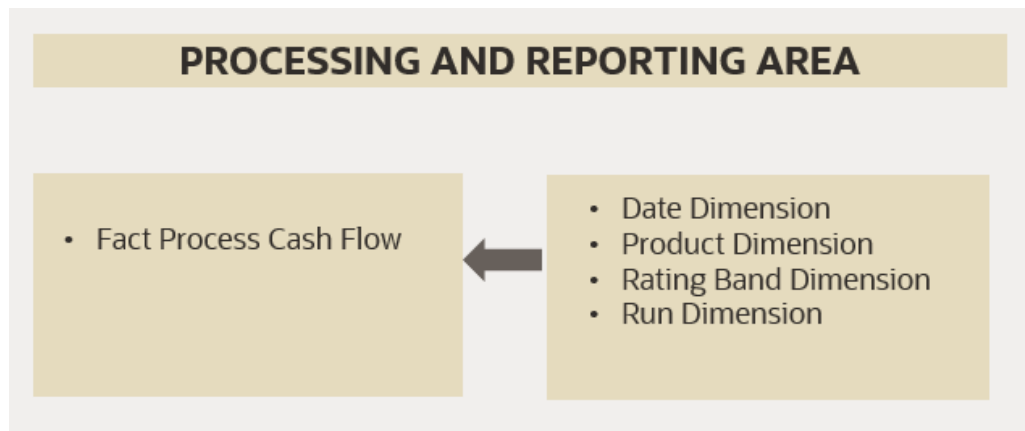 PROCESSING AND REPORTING AREA
• Fact Process Cash Flow
• Date Dimension
• Product Dimension
• Rating Band Dimension
• Run Dimension